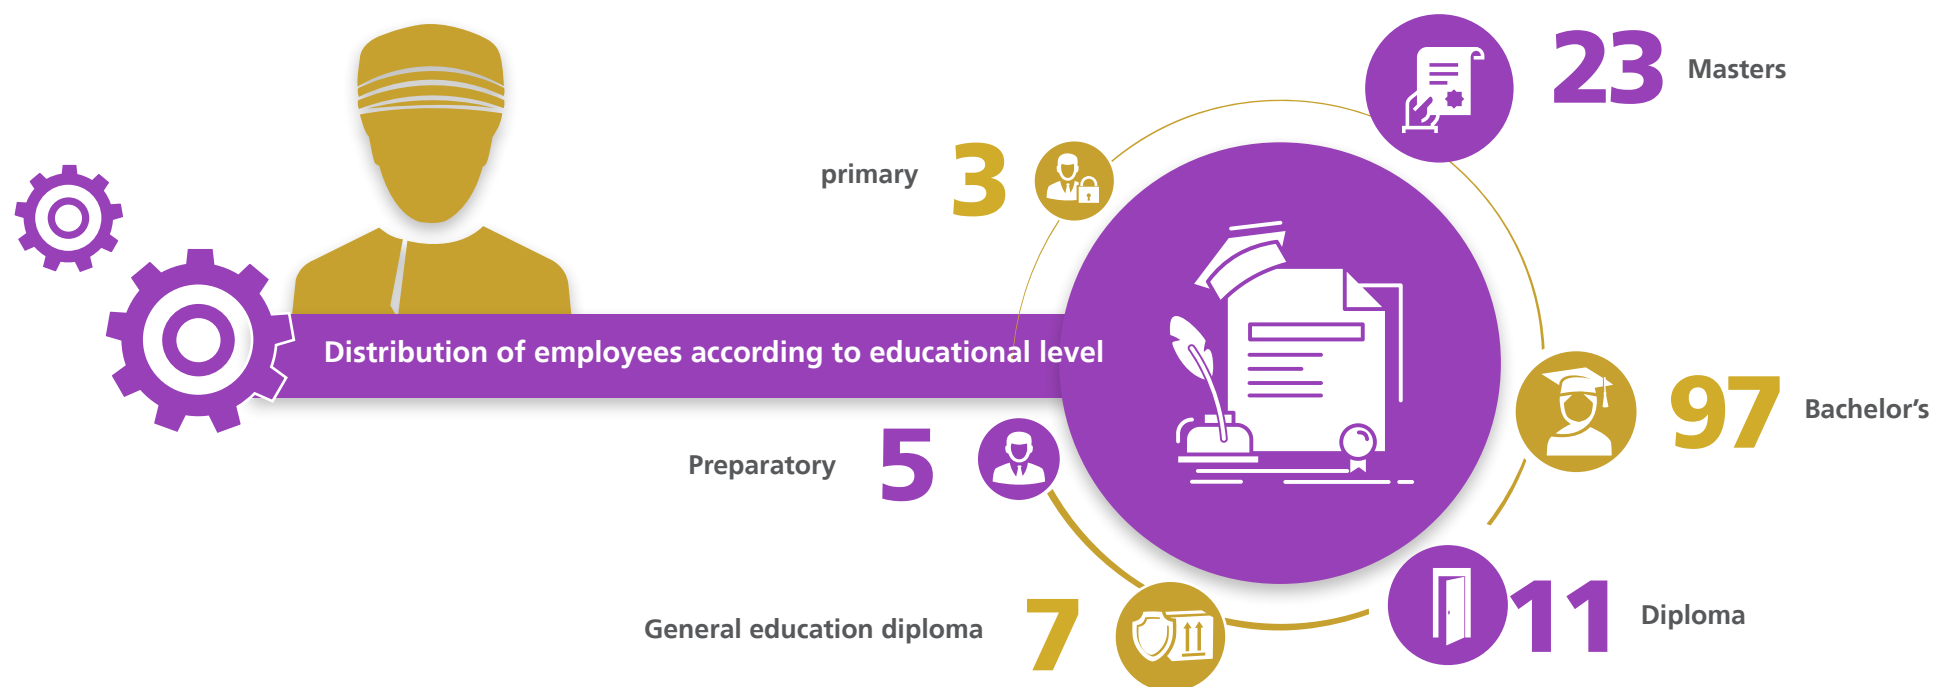 23 Masters
primary 3
Distribution of employees according to educational level
97 Bachelor's
Preparatory 5
11 Diploma
General education diploma 7